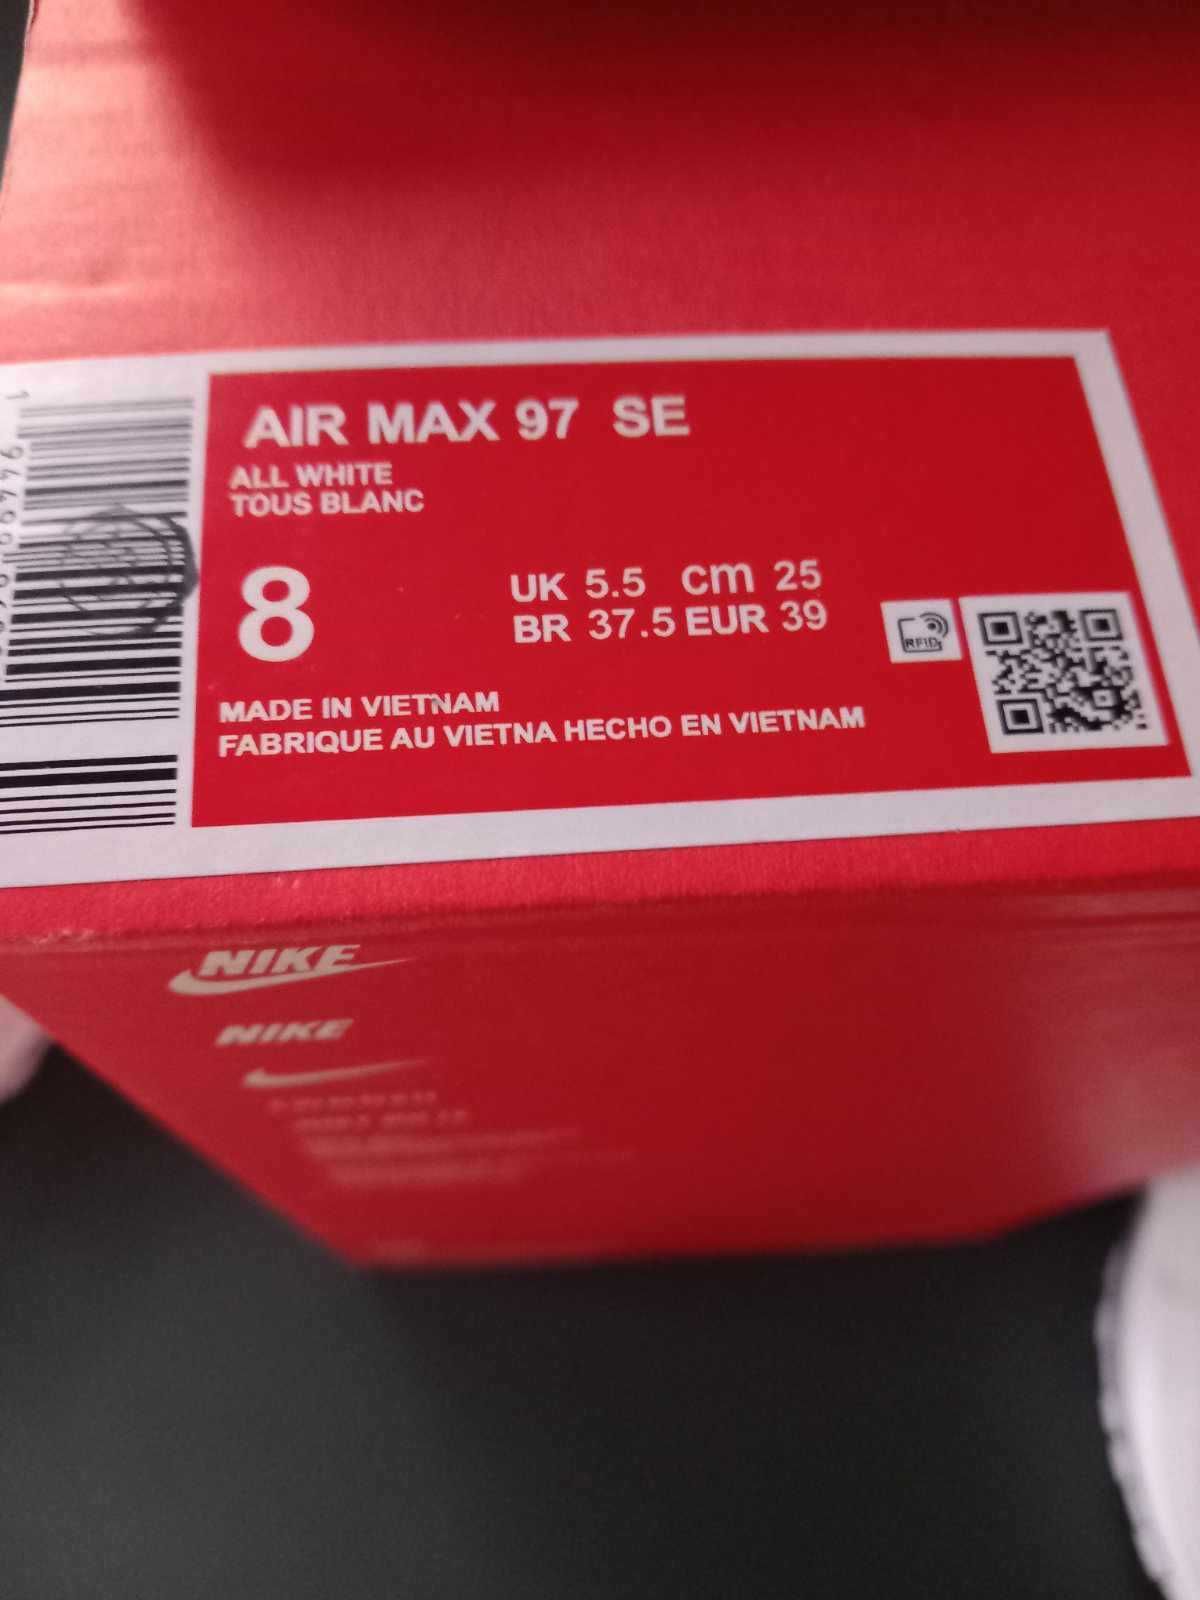 AIR MAX 97 SE
ALL WHITE
TOUS BLANC
8
UK 5.5 cm 25
BR 37.5 EUR 39
RFID
MADE IN VIETNAM
FABRIQUE AU VIETNA HECHO EN VIETNAM
NIKE
NIKE